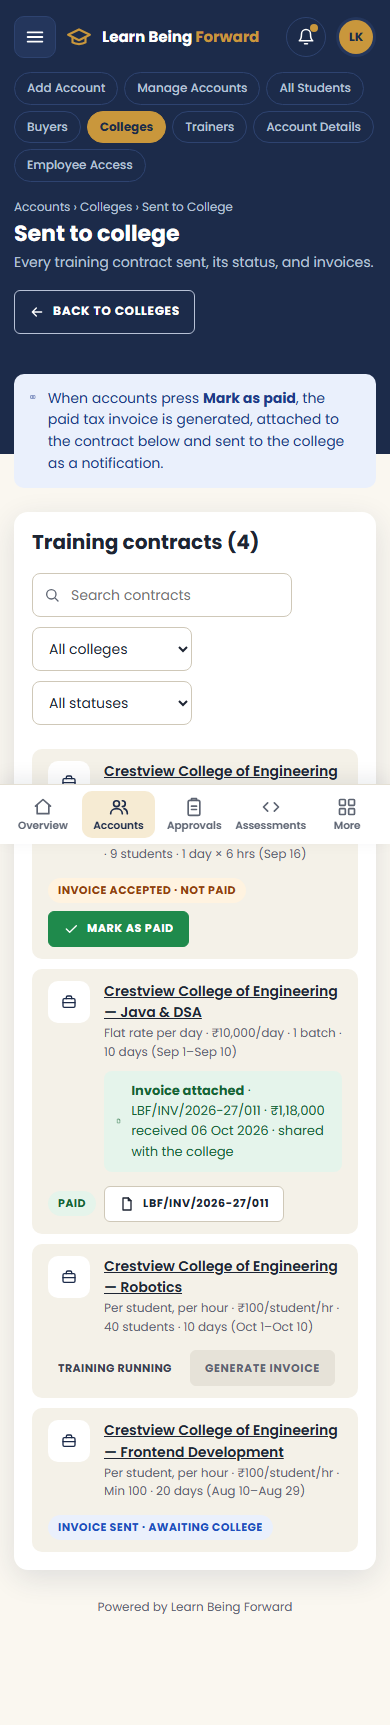 Learn Being Forward
LK
Add Account
Manage Accounts
All Students
Buyers
Colleges
Trainers
Account Details
Employee Access
Accounts › Colleges › Sent to College
Sent to college
Every training contract sent, its status, and invoices.
← BACK TO COLLEGES
When accounts press Mark as paid, the
paid tax invoice is generated, attached to
the contract below and sent to the college
as a notification.
Training contracts (4)
Search contracts
All colleges
All statuses
Crestview College of Engineering
Overview
Accounts
Approvals
Assessments
More
· 9 students · 1 day × 6 hrs (Sep 16)
INVOICE ACCEPTED · NOT PAID
MARK AS PAID
Crestview College of Engineering
— Java & DSA
Flat rate per day · ₹10,000/day · 1 batch ·
10 days (Sep 1–Sep 10)
Invoice attached ·
LBF/INV/2026-27/011 · ₹1,18,000
received 06 Oct 2026 · shared
with the college
PAID
LBF/INV/2026-27/011
Crestview College of Engineering
— Robotics
Per student, per hour · ₹100/student/hr ·
40 students · 10 days (Oct 1–Oct 10)
TRAINING RUNNING
GENERATE INVOICE
Crestview College of Engineering
— Frontend Development
Per student, per hour · ₹100/student/hr ·
Min 100 · 20 days (Aug 10–Aug 29)
INVOICE SENT · AWAITING COLLEGE
Powered by Learn Being Forward